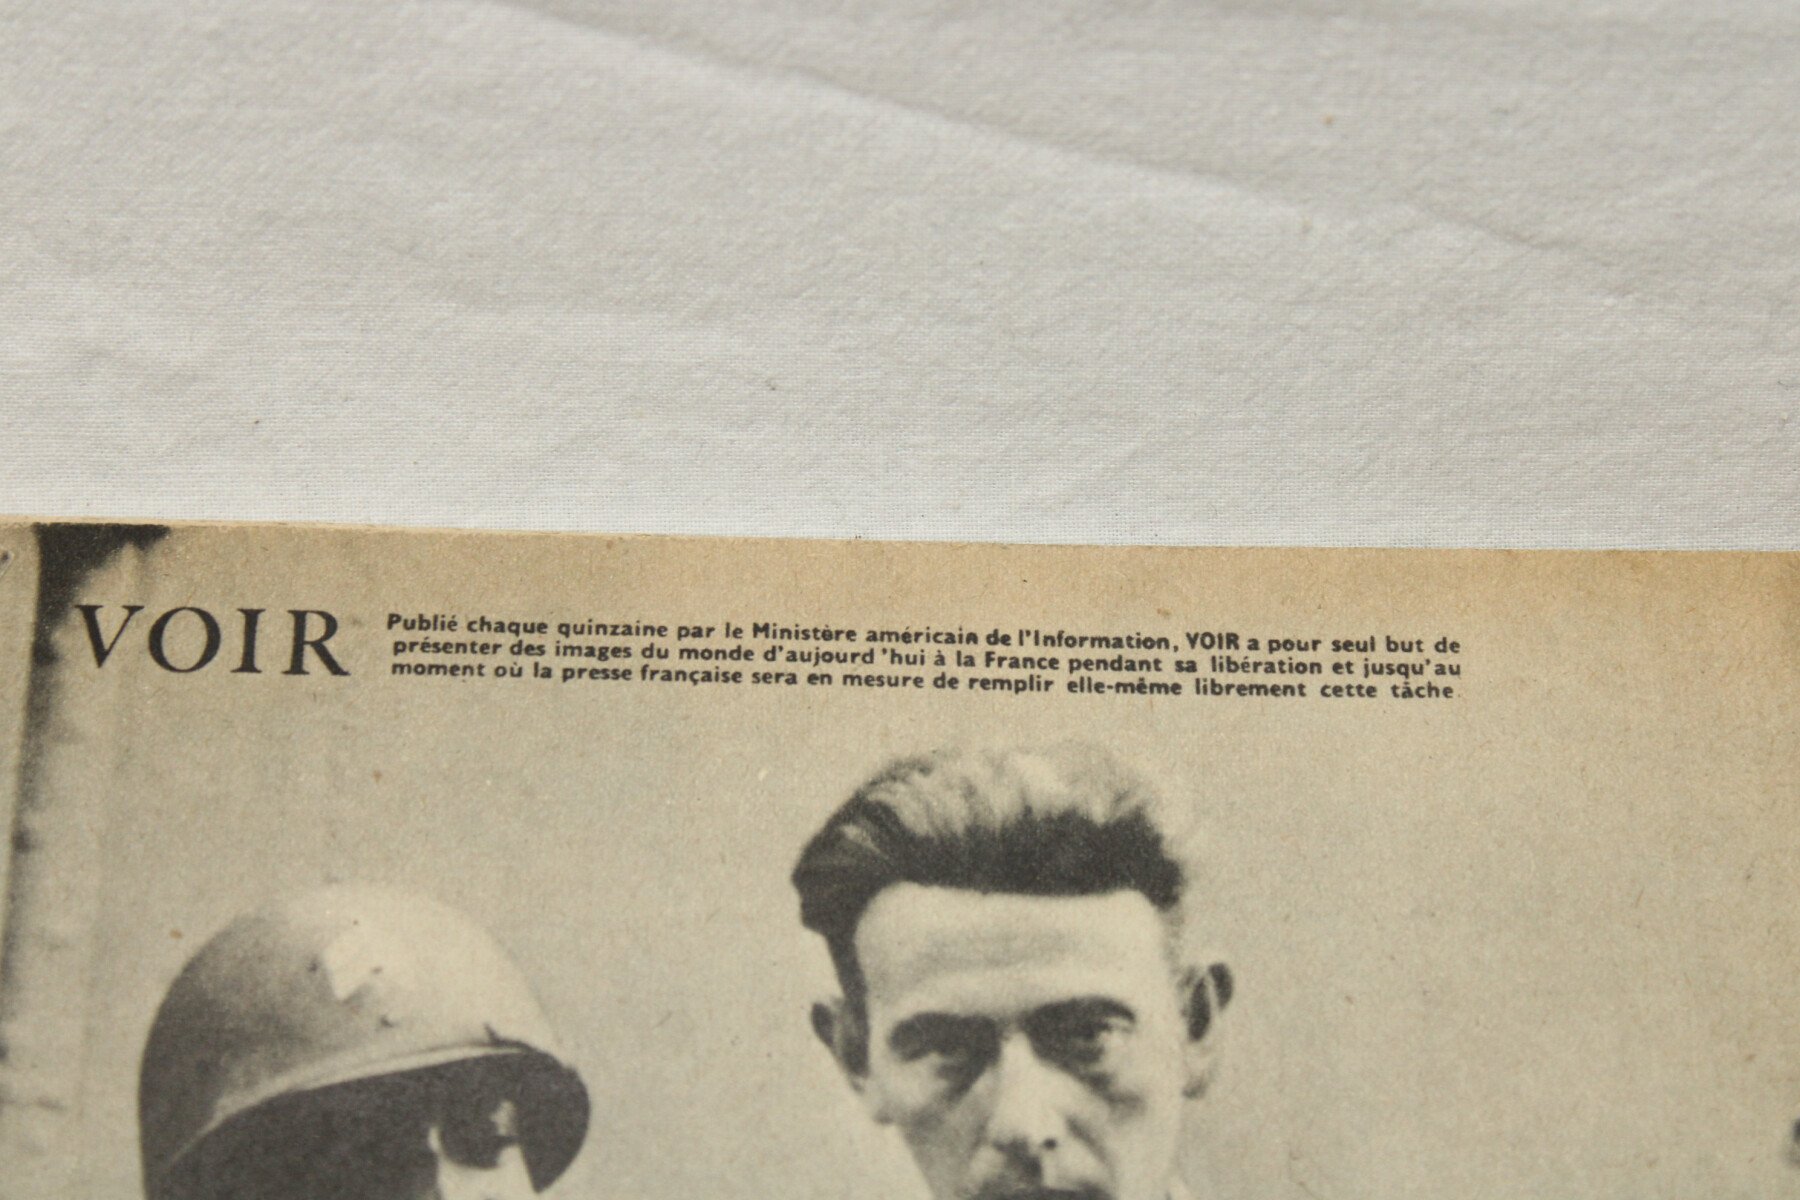 VOIR
Publié chaque quinzaine par le Ministère américain de l'Information, VOIR a pour seul but de
présenter des images du monde d'aujourd'hui à la France pendant sa libération et jusqu'au
moment où la presse française sera en mesure de remplir elle-même librement cette tâche